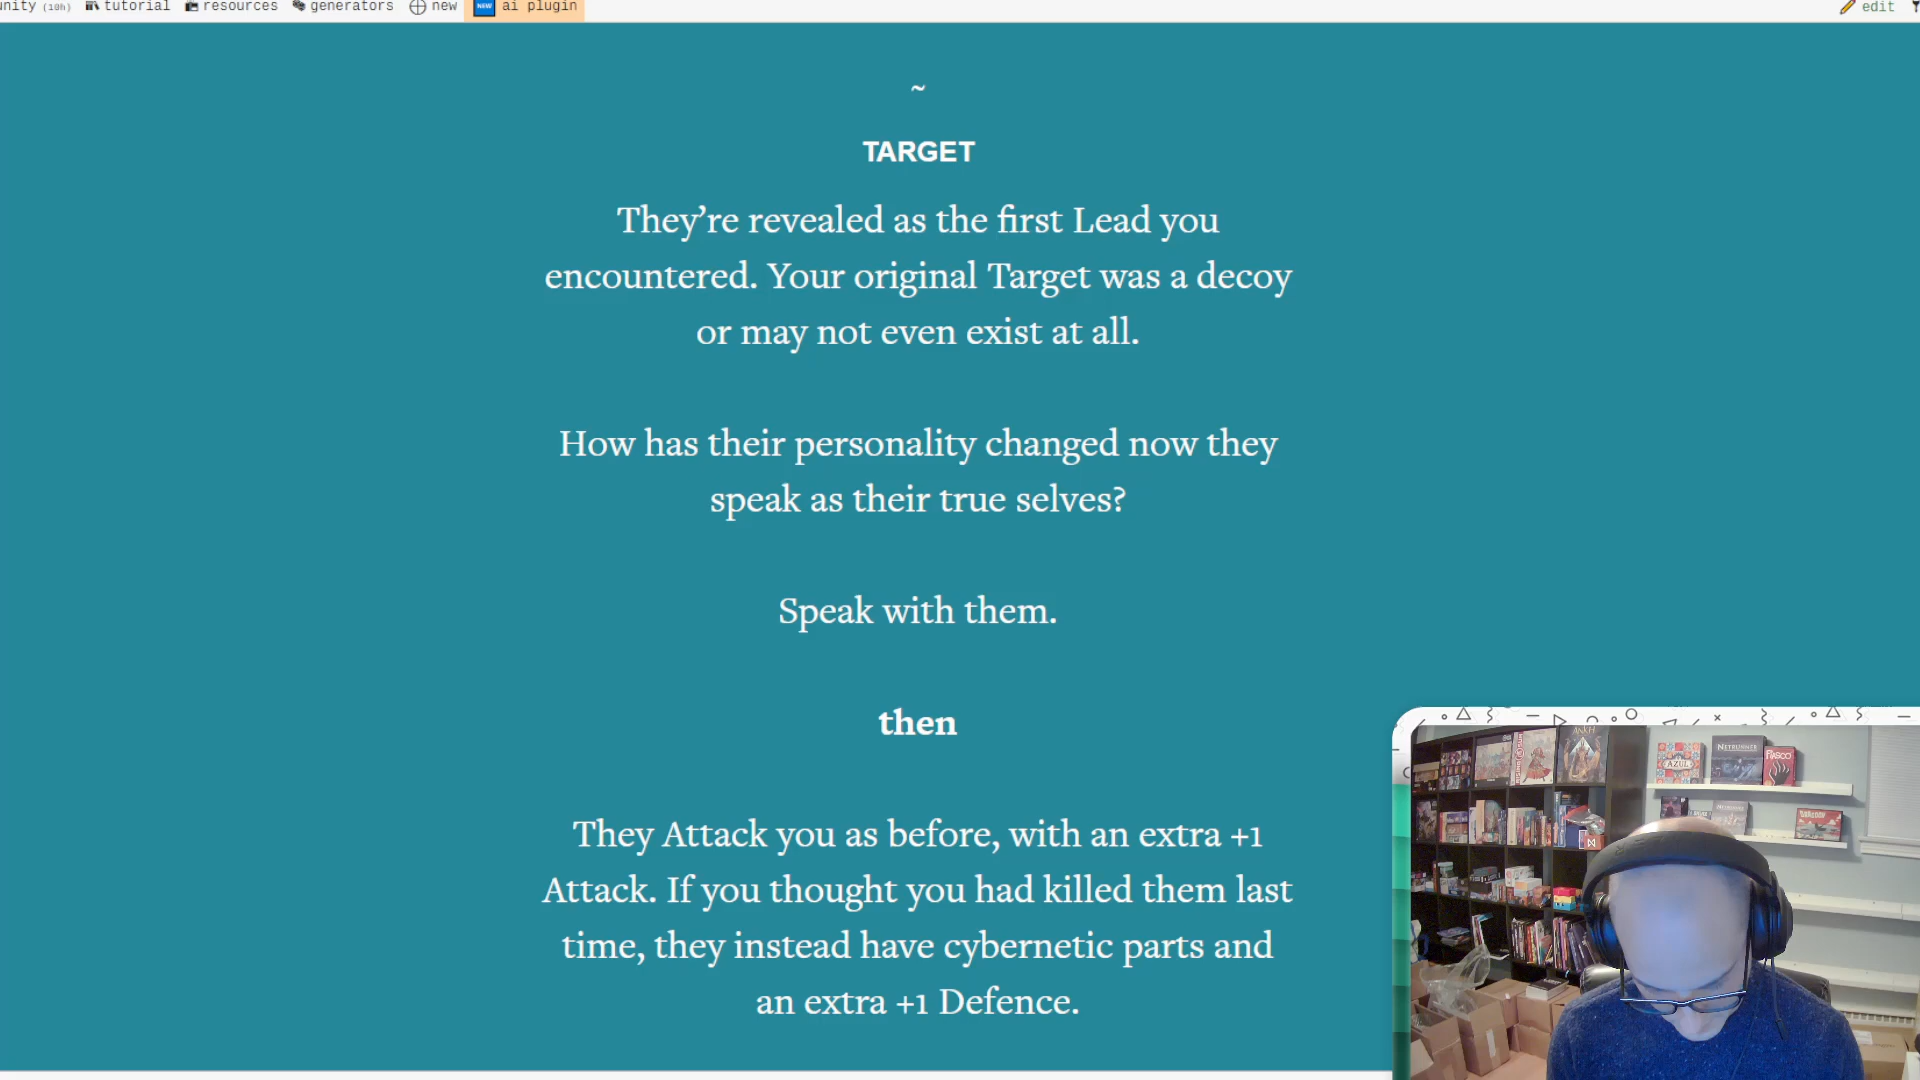 unity (10h) tutorial resources generators new NEW ai plugin edit
~
TARGET
They're revealed as the first Lead you
encountered. Your original Target was a decoy
or may not even exist at all.
How has their personality changed now they
speak as their true selves?
Speak with them.
then
They Attack you as before, with an extra +1
Attack. If you thought you had killed them last
time, they instead have cybernetic parts and
an extra +1 Defence.
ANKH
AZUL
NETRUNNER
FIASCO